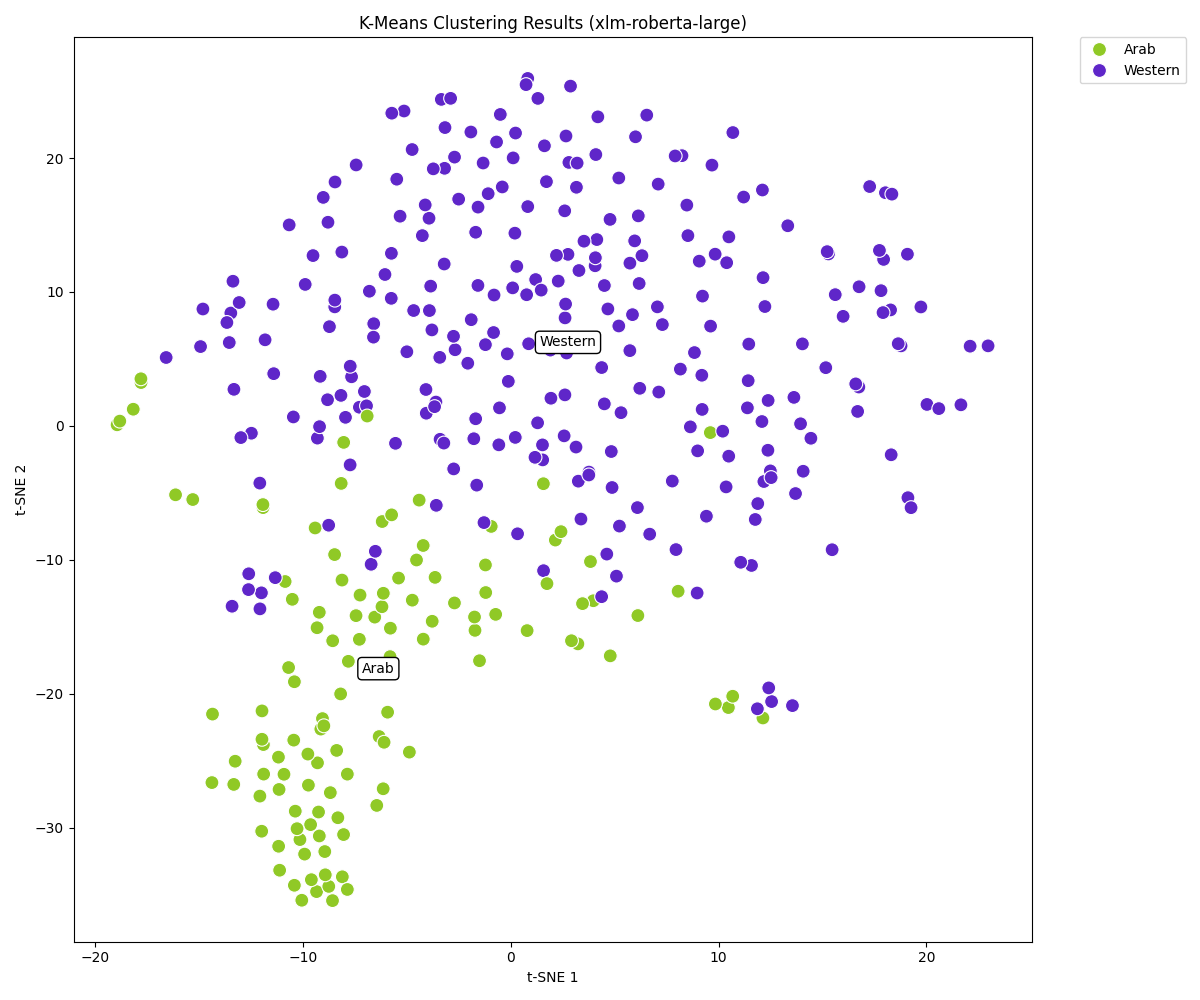 K-Means Clustering Results (xlm-roberta-large)
Arab
Western
20
10
0
−10
−20
−30
t-SNE 2
Western
Arab
−20
−10
0
10
20
t-SNE 1